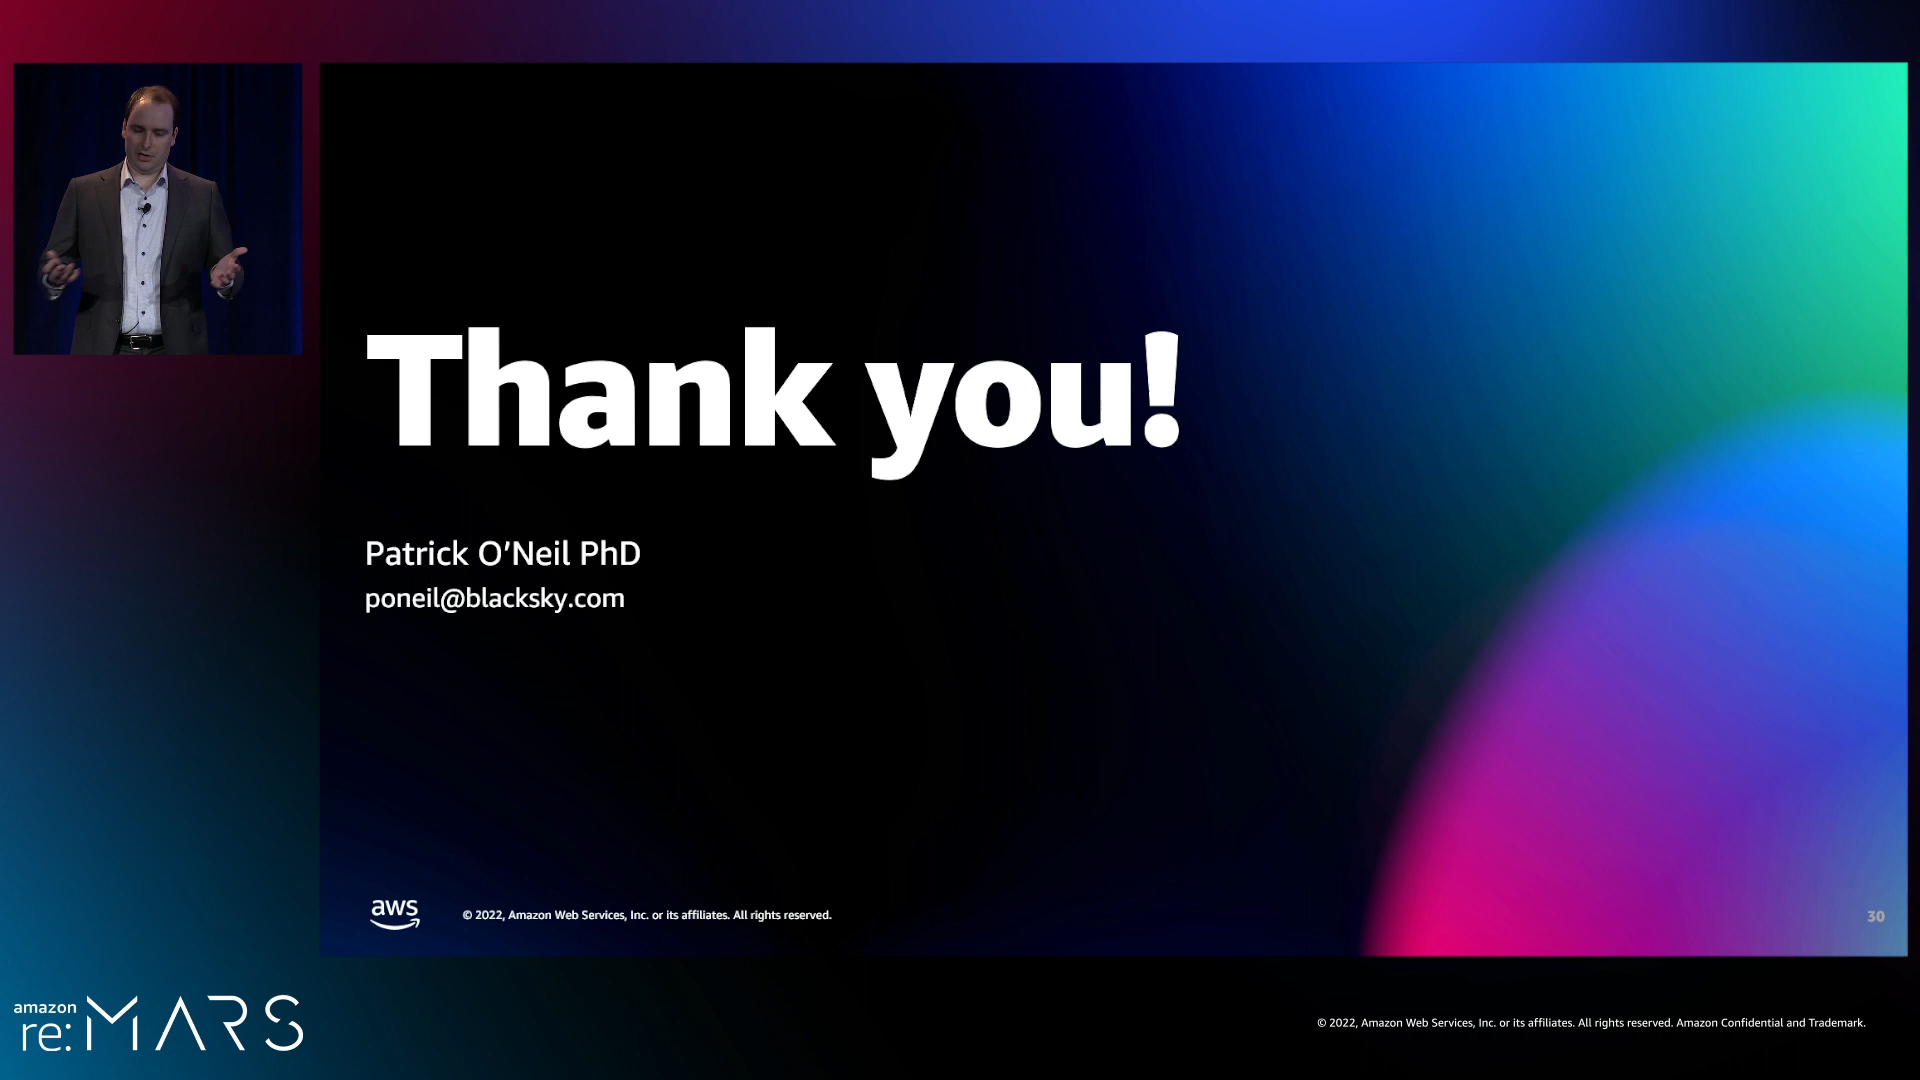 Thank you!
Patrick O’Neil PhD
poneil@blacksky.com
aws
© 2022, Amazon Web Services, Inc. or its affiliates. All rights reserved.
30
amazon
re:MARS
© 2022, Amazon Web Services, Inc. or its affiliates. All rights reserved. Amazon Confidential and Trademark.